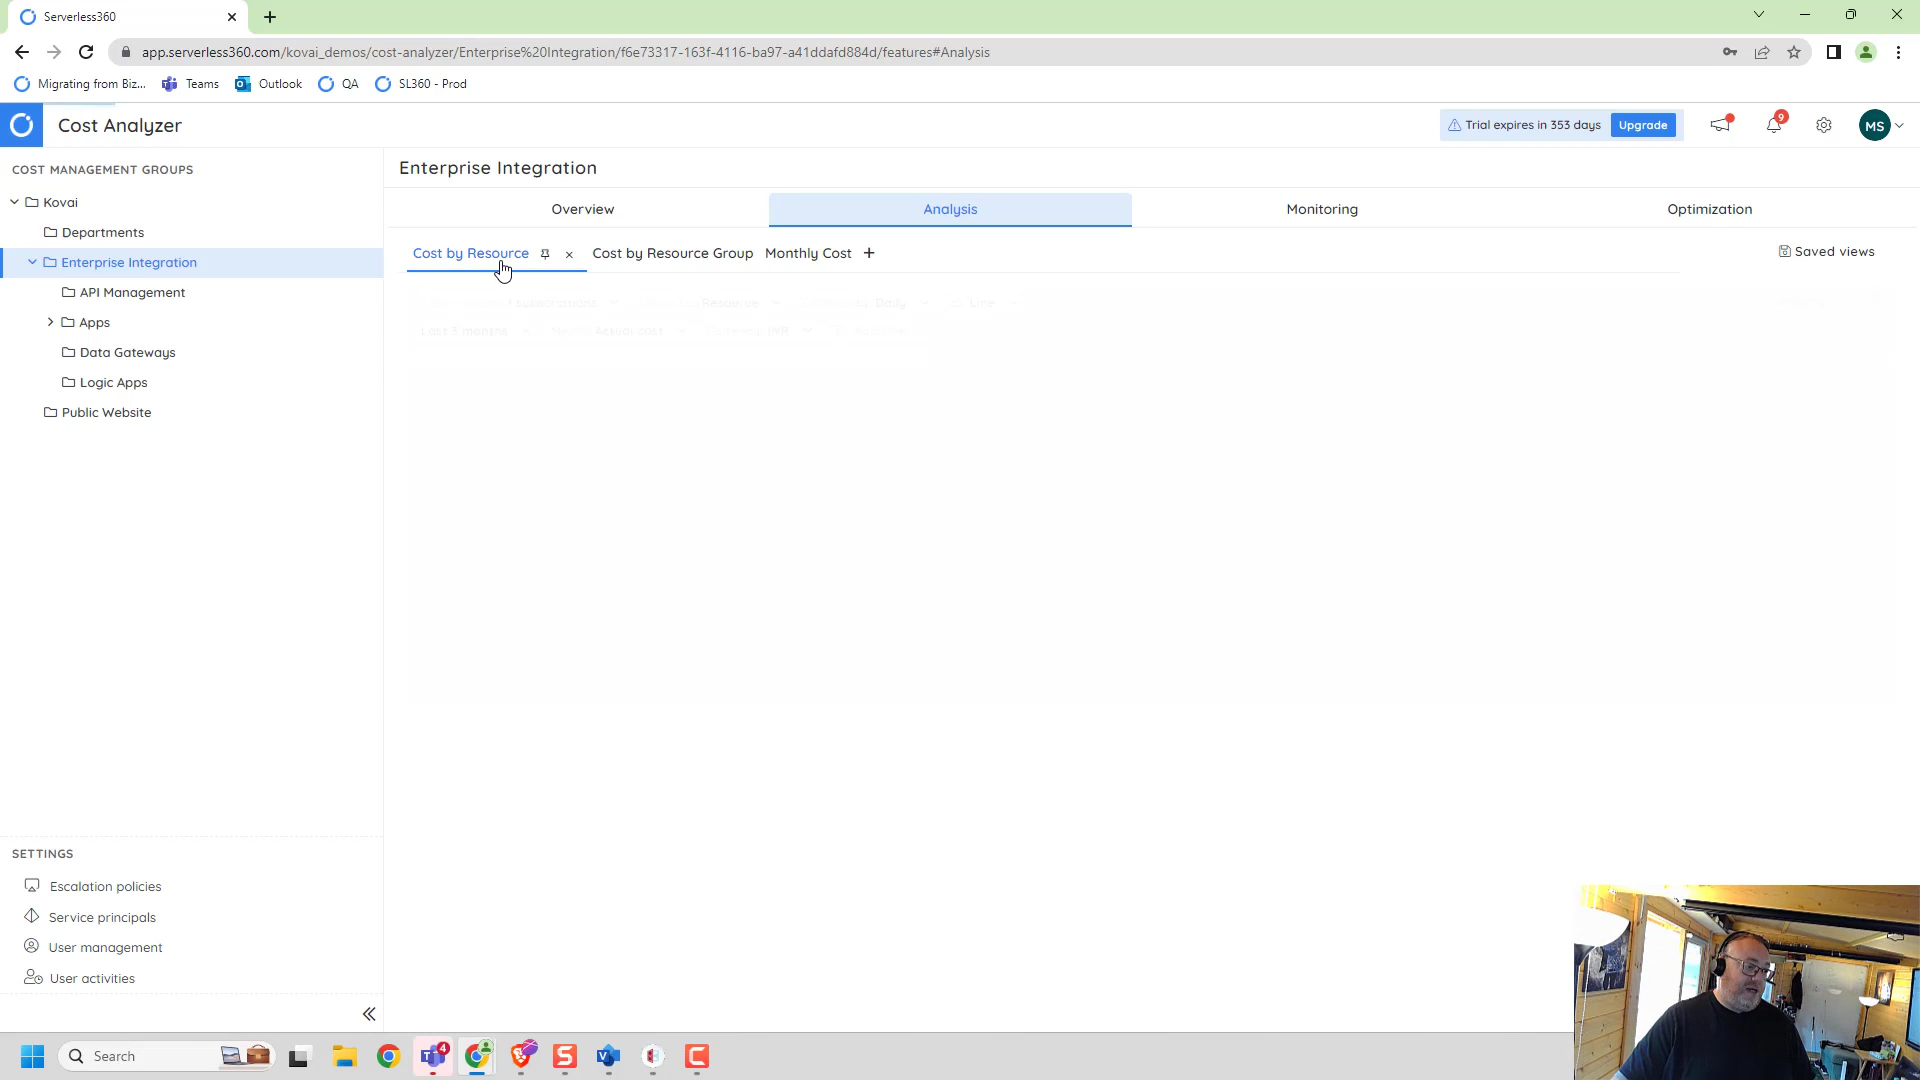 Serverless360
app.serverless360.com/kovai_demos/cost-analyzer/Enterprise%20Integration/f6e73317-163f-4116-ba97-a41ddafd884d/features#Analysis
Migrating from Biz... Teams Outlook QA SL360 - Prod
Cost Analyzer
Trial expires in 353 days Upgrade 9 MS
COST MANAGEMENT GROUPS
Kovai
Departments
Enterprise Integration
API Management
Apps
Data Gateways
Logic Apps
Public Website
Enterprise Integration
Overview Analysis Monitoring Optimization
Cost by Resource Cost by Resource Group Monthly Cost Saved views
Resource Daily Line
Last 3 months Actual cost INR
SETTINGS
Escalation policies
Service principals
User management
User activities
Search 4